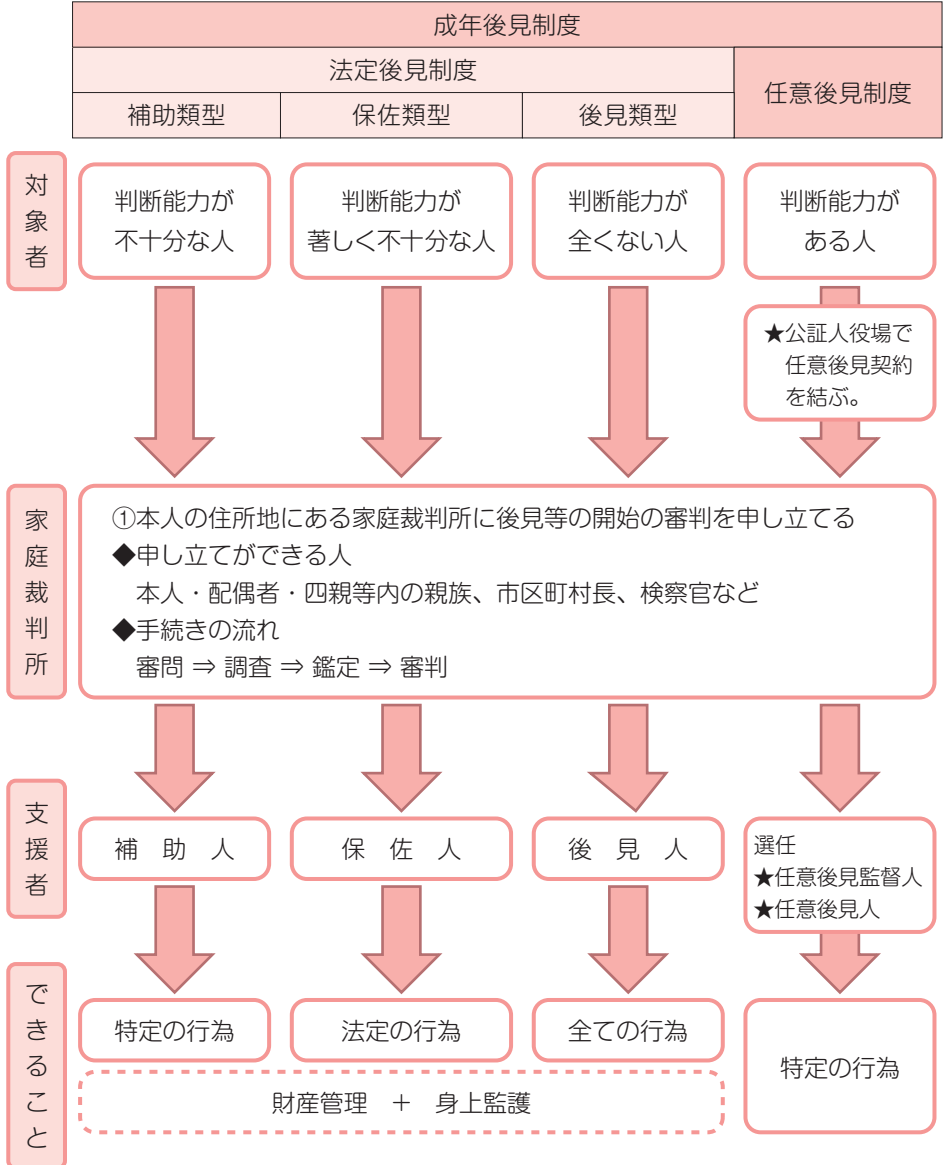 成年後見制度
法定後見制度
任意後見制度
補助類型
保佐類型
後見類型
対象者
判断能力が
不十分な人
判断能力が
著しく不十分な人
判断能力が
全くない人
判断能力が
ある人
★公証人役場で
任意後見契約
を結ぶ。
家庭裁判所
①本人の住所地にある家庭裁判所に後見等の開始の審判を申し立てる
◆申し立てができる人
本人・配偶者・四親等内の親族、市区町村長、検察官など
◆手続きの流れ
審問 ⇒ 調査 ⇒ 鑑定 ⇒ 審判
支援者
補 助 人
保 佐 人
後 見 人
選任
★任意後見監督人
★任意後見人
できること
特定の行為
法定の行為
全ての行為
特定の行為
財産管理 + 身上監護